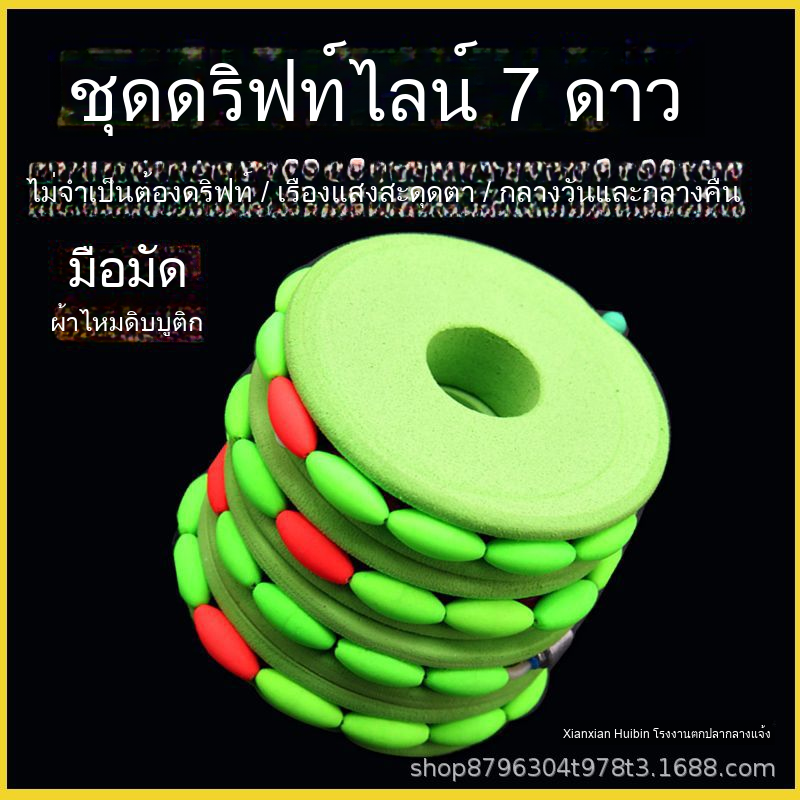 ชุดดริฟท์ไลน์ 7 ดาว
ไม่จำเป็นต้องดริฟท์ / เรืองแสงสะดุดตา / กลางวันและกลางคืน
มือมัด
ผ้าไหมดิบบูติก
Xianxian Huibin โรงงานตกปลากลางแจ้ง
shop8796304t978t3.1688.com